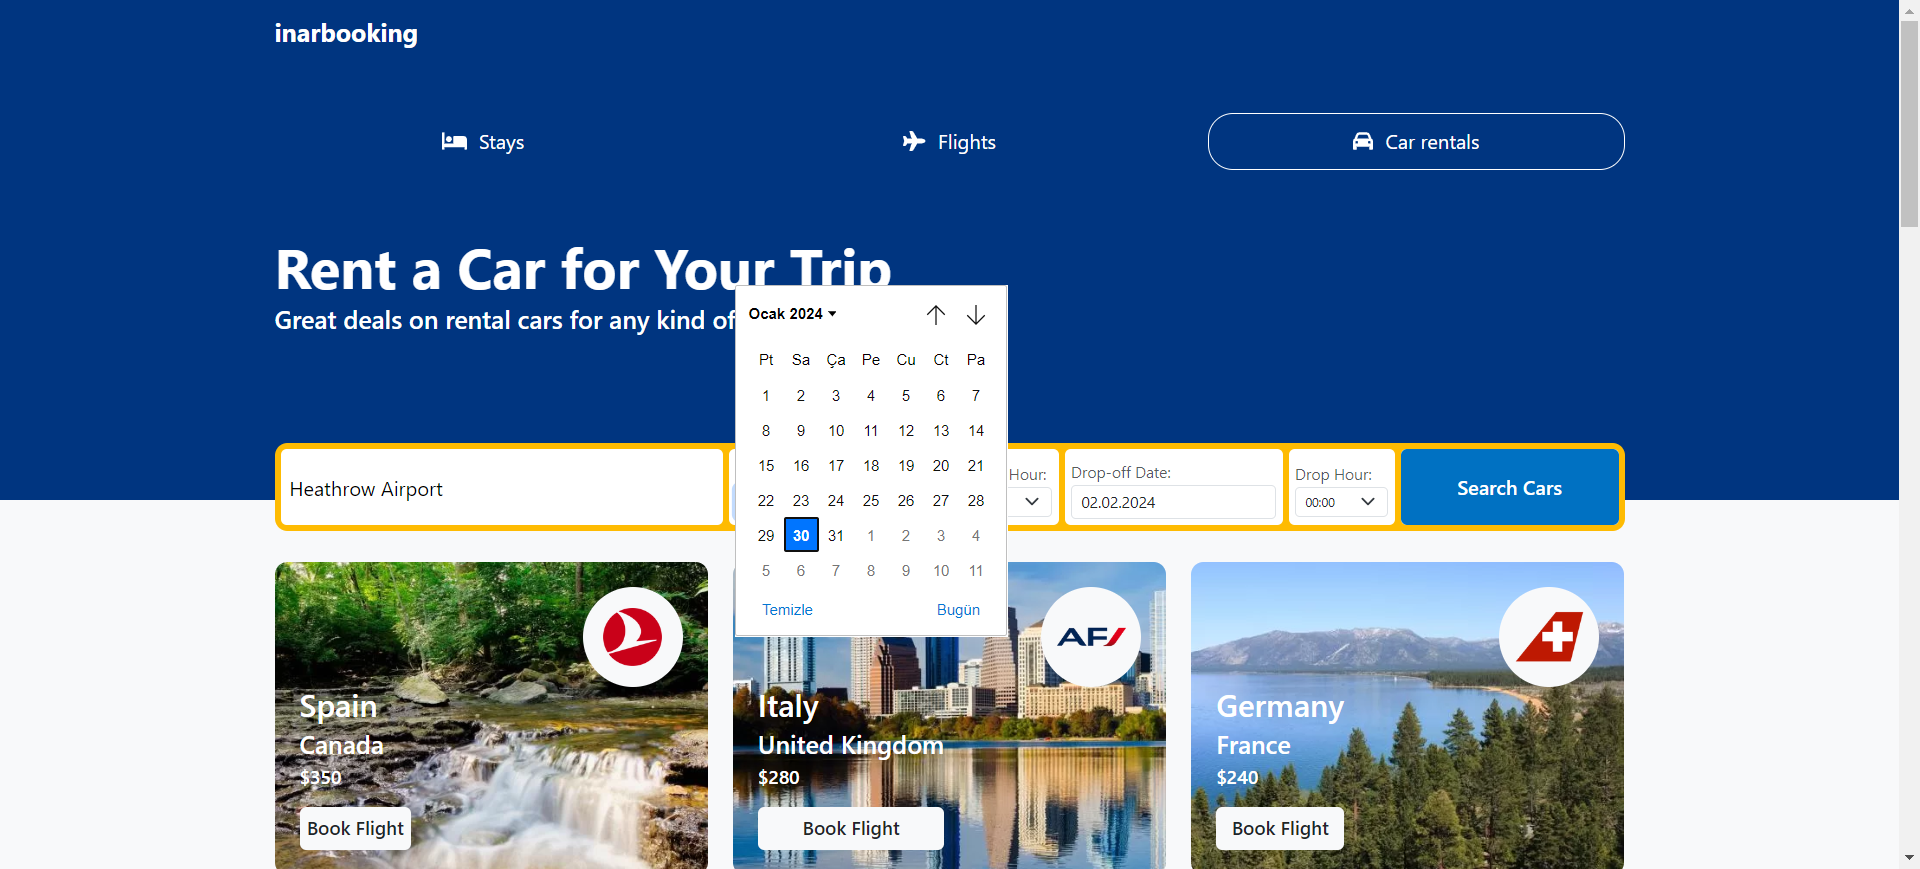 inarbooking
Stays
Flights
Car rentals
Rent a Car for Your Trip
Great deals on rental cars for any kind of
Ocak 2024
Pt Sa Ça Pe Cu Ct Pa
1 2 3 4 5 6 7
8 9 10 11 12 13 14
15 16 17 18 19 20 21
22 23 24 25 26 27 28
29 30 31 1 2 3 4
5 6 7 8 9 10 11
Temizle Bugün
Heathrow Airport
Hour:
Drop-off Date:
02.02.2024
Drop Hour:
00:00
Search Cars
Spain
Canada
$350
Book Flight
AF
Italy
United Kingdom
$280
Book Flight
Germany
France
$240
Book Flight